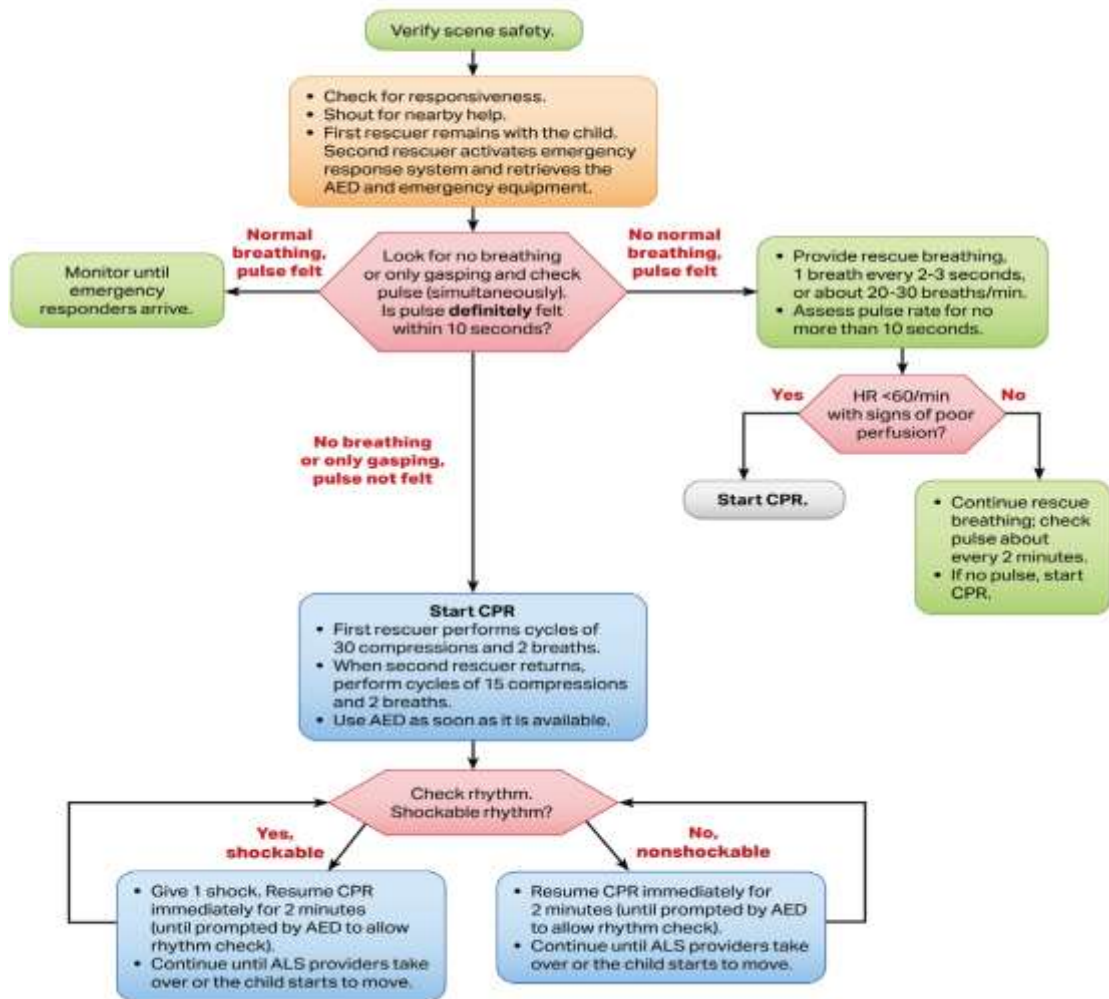 Verify scene safety.
• Check for responsiveness.
• Shout for nearby help.
• First rescuer remains with the child.
Second rescuer activates emergency
response system and retrieves the
AED and emergency equipment.
Normal
breathing,
pulse felt
Look for no breathing
or only gasping and check
pulse (simultaneously).
Is pulse definitely felt
within 10 seconds?
No normal
breathing,
pulse felt
Monitor until
emergency
responders arrive.
• Provide rescue breathing,
1 breath every 2-3 seconds,
or about 20-30 breaths/min.
• Assess pulse rate for no
more than 10 seconds.
Yes
HR <60/min
with signs of poor
perfusion?
No
Start CPR.
• Continue rescue
breathing; check
pulse about
every 2 minutes.
• If no pulse, start
CPR.
No breathing
or only gasping,
pulse not felt
Start CPR
• First rescuer performs cycles of
30 compressions and 2 breaths.
• When second rescuer returns,
perform cycles of 15 compressions
and 2 breaths.
• Use AED as soon as it is available.
Check rhythm.
Shockable rhythm?
Yes,
shockable
No,
nonshockable
• Give 1 shock. Resume CPR
immediately for 2 minutes
(until prompted by AED to allow
rhythm check).
• Continue until ALS providers take
over or the child starts to move.
• Resume CPR immediately for
2 minutes (until prompted by AED
to allow rhythm check).
• Continue until ALS providers take
over or the child starts to move.